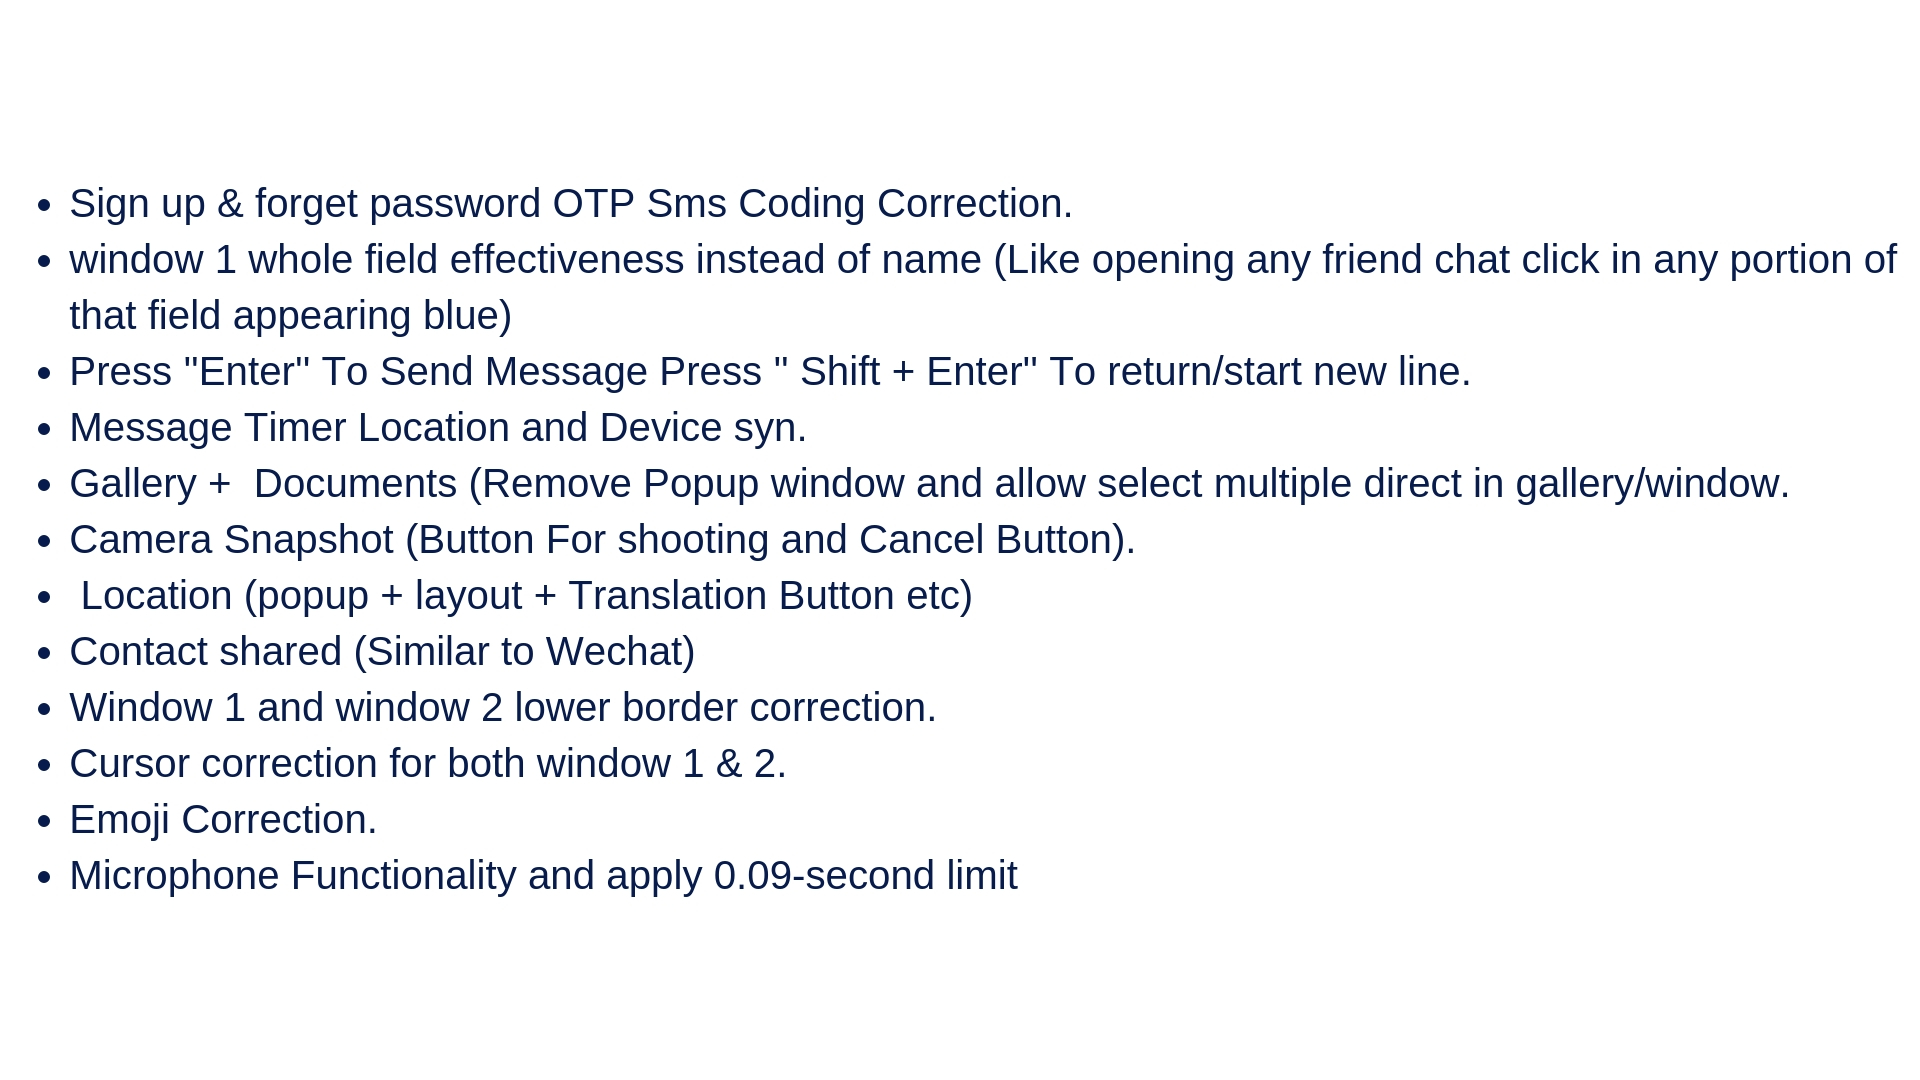 • Sign up & forget password OTP Sms Coding Correction.
• window 1 whole field effectiveness instead of name (Like opening any friend chat click in any portion of
that field appearing blue)
• Press "Enter" To Send Message Press " Shift + Enter" To return/start new line.
• Message Timer Location and Device syn.
• Gallery +  Documents (Remove Popup window and allow select multiple direct in gallery/window.
• Camera Snapshot (Button For shooting and Cancel Button).
•  Location (popup + layout + Translation Button etc)
• Contact shared (Similar to Wechat)
• Window 1 and window 2 lower border correction.
• Cursor correction for both window 1 & 2.
• Emoji Correction.
• Microphone Functionality and apply 0.09-second limit